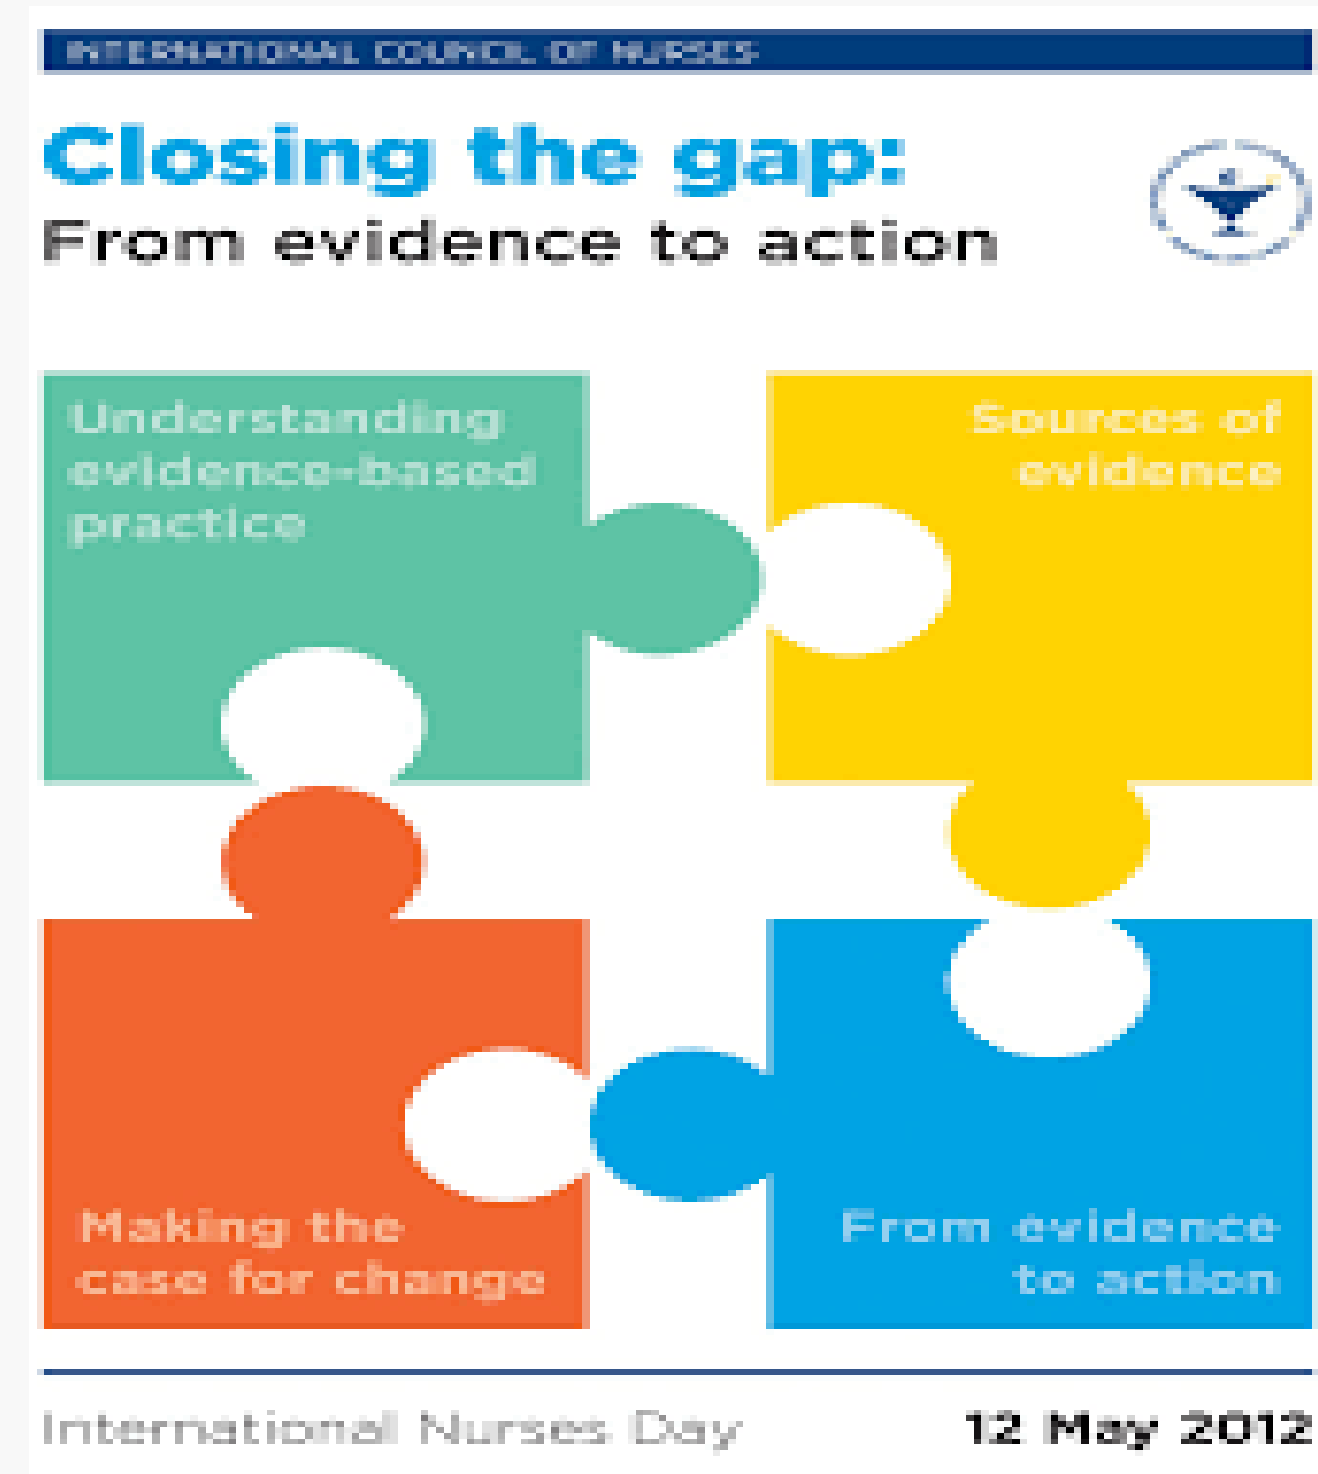 INTERNATIONAL COUNCIL OF NURSES
Closing the gap:
From evidence to action
Understanding
evidence-based
practice
Sources of
evidence
Making the
case for change
From evidence
to action
International Nurses Day
12 May 2012